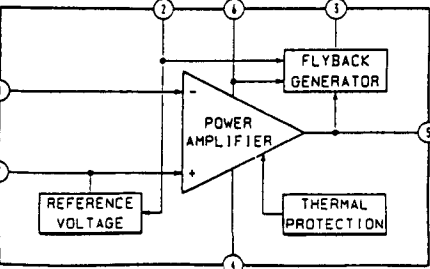 2 6 3
FLYBACK
GENERATOR
-
POWER
AMPLIFIER
5
+
REFERENCE
VOLTAGE
THERMAL
PROTECTION
4